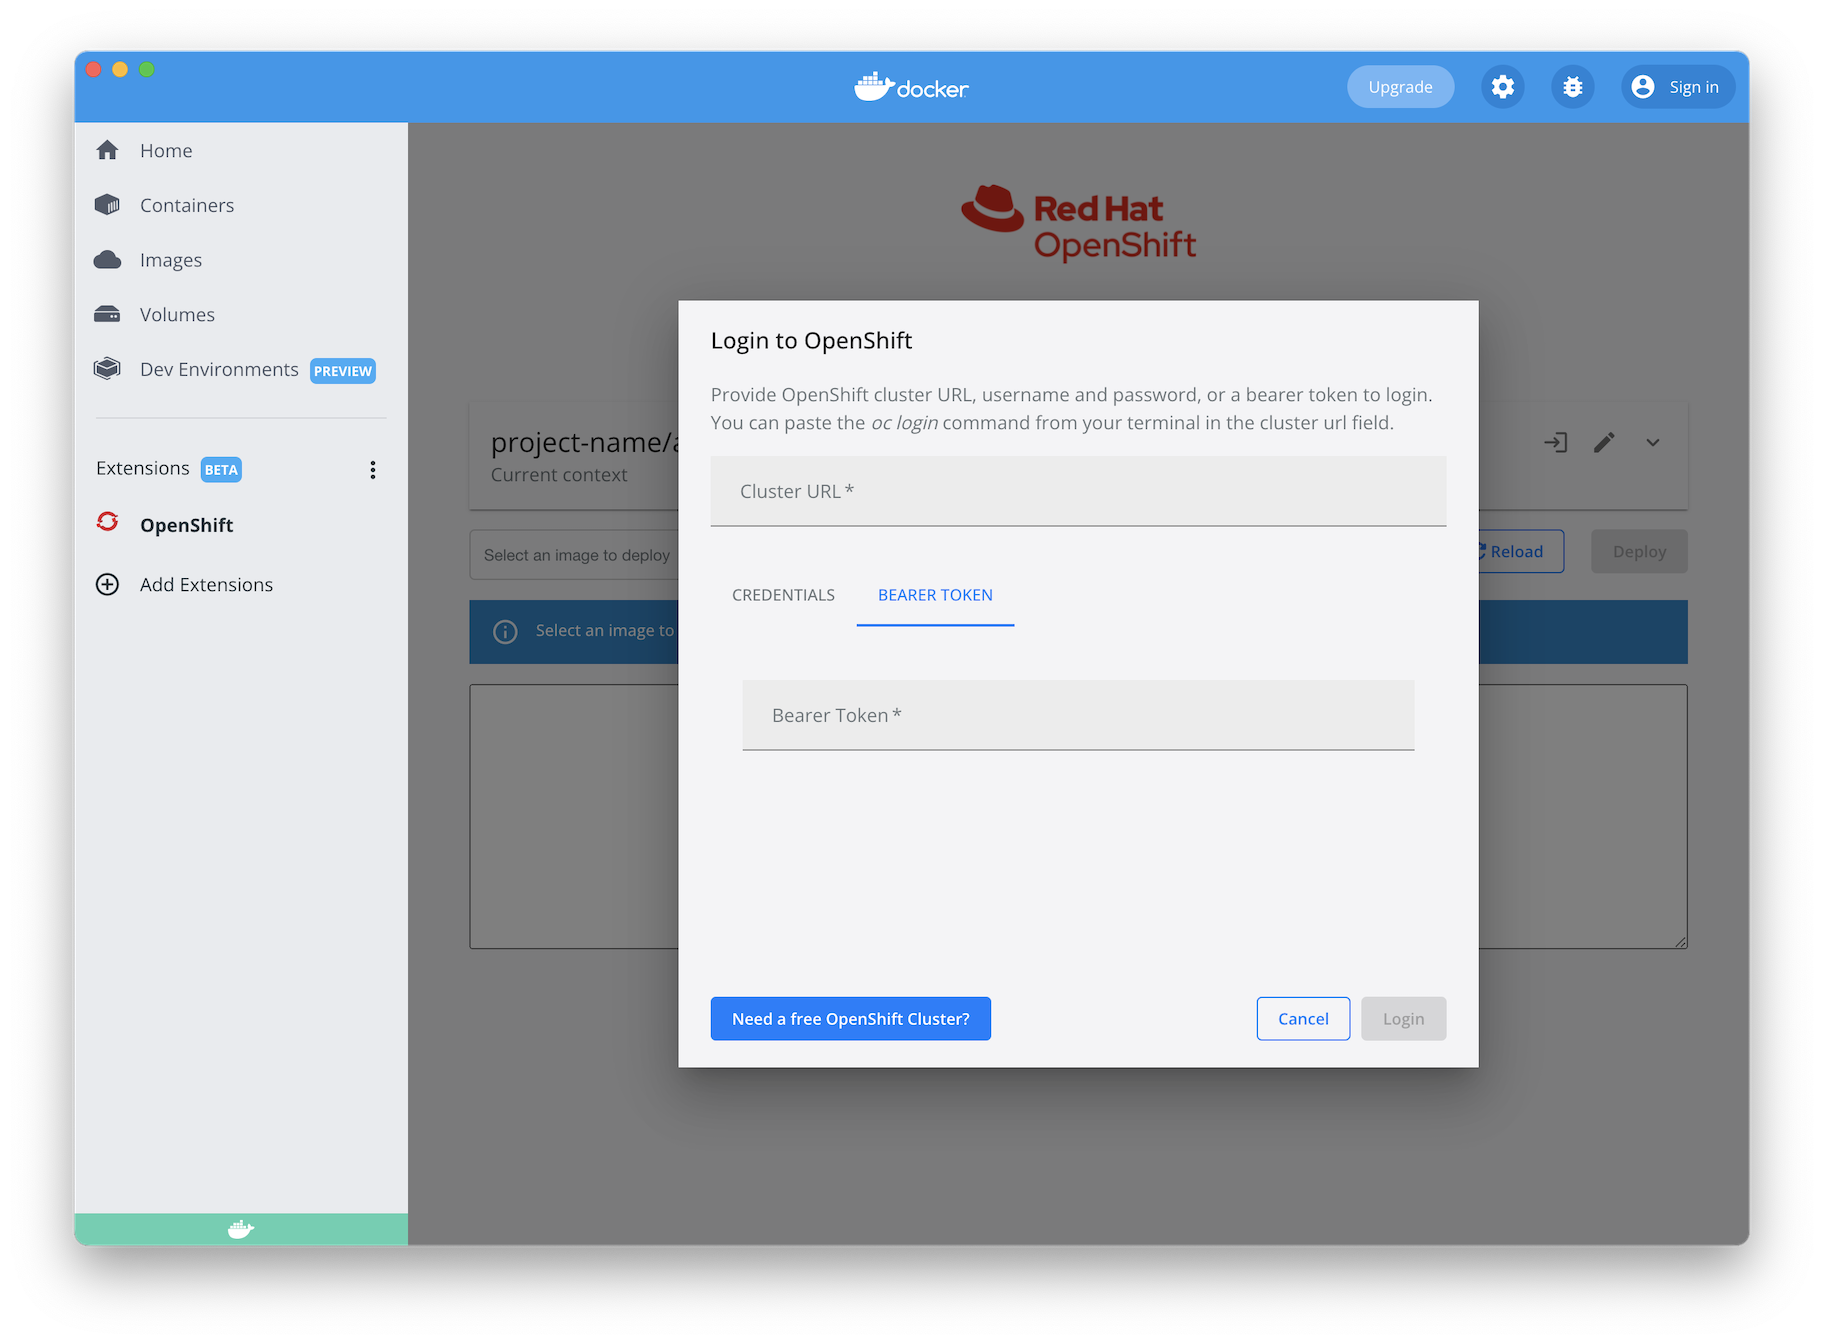 docker
Upgrade
Sign in
Home
Containers
Images
Volumes
Dev Environments PREVIEW
Extensions BETA
OpenShift
Add Extensions
Red Hat
OpenShift
project-name/
Current context
Select an image to deploy
Reload
Deploy
Select an image to
Login to OpenShift
Provide OpenShift cluster URL, username and password, or a bearer token to login.
You can paste the oc login command from your terminal in the cluster url field.
Cluster URL *
CREDENTIALS
BEARER TOKEN
Bearer Token *
Need a free OpenShift Cluster?
Cancel
Login